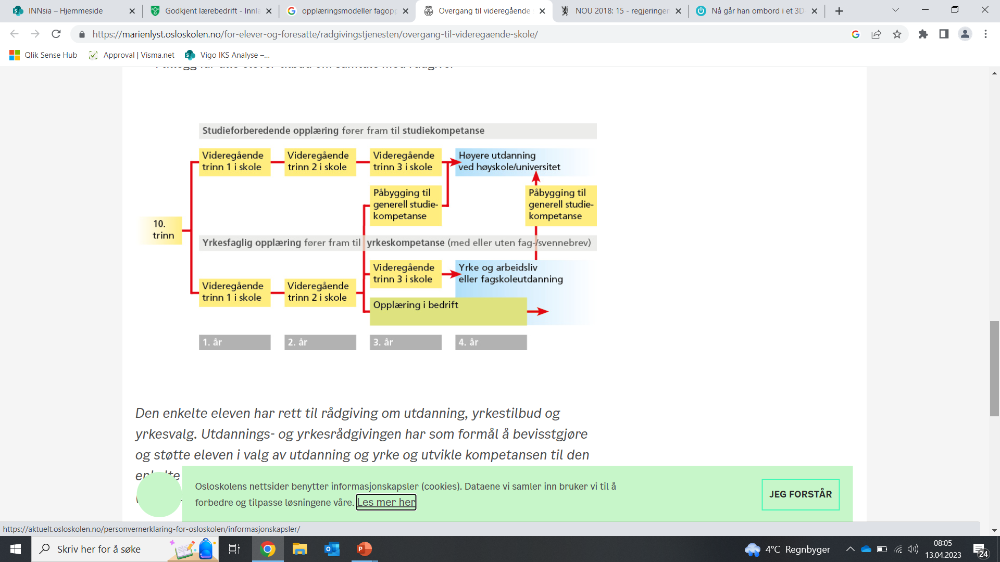 INNsia – Hjemmeside
Godkjent lærebedrift - Innla
opplæringsmodeller fagopp
Overgang til videregående
NOU 2018: 15 - regjeringen
Nå går han ombord i et 3D
https://marienlyst.osloskolen.no/for-elever-og-foresatte/radgivingstjenesten/overgang-til-videregaende-skole/
Qlik Sense Hub
Approval | Visma.net
Vigo IKS Analyse –...
Studieforberedende opplæring fører fram til studiekompetanse
Videregående
trinn 1 i skole
Videregående
trinn 2 i skole
Videregående
trinn 3 i skole
Høyere utdanning
ved høyskole/universitet
Påbygging til
generell studie-
kompetanse
Påbygging til
generell studie-
kompetanse
10.
trinn
Yrkesfaglig opplæring fører fram til yrkeskompetanse (med eller uten fag-/svennebrev)
Videregående
trinn 1 i skole
Videregående
trinn 2 i skole
Videregående
trinn 3 i skole
Yrke og arbeidsliv
eller fagskoleutdanning
Opplæring i bedrift
1. år
2. år
3. år
4. år
Den enkelte eleven har rett til rådgiving om utdanning, yrkestilbud og
yrkesvalg. Utdannings- og yrkesrådgivingen har som formål å bevisstgjøre
og støtte eleven i valg av utdanning og yrke og utvikle kompetansen til den
Osloskolens nettsider benytter informasjonskapsler (cookies). Dataene vi samler inn bruker vi til å
forbedre og tilpasse løsningene våre. Les mer her
JEG FORSTÅR
https://aktuelt.osloskolen.no/personvernerklaring-for-osloskolen/informasjonskapsler/
Skriv her for å søke
4°C Regnbyger
08:05
13.04.2023
24